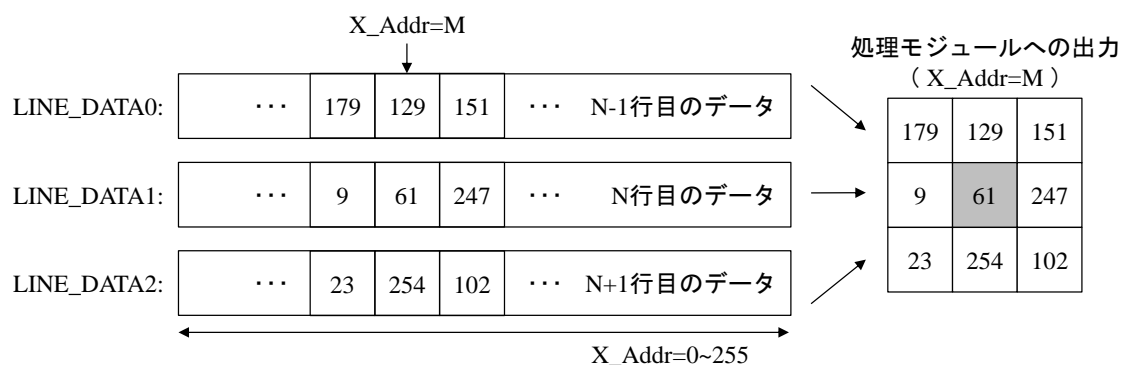 X_Addr=M
処理モジュールへの出力
( X_Addr=M )
LINE_DATA0: ･･･ 179 129 151 ･･･ N-1行目のデータ
LINE_DATA1: ･･･ 9 61 247 ･･･ N行目のデータ
LINE_DATA2: ･･･ 23 254 102 ･･･ N+1行目のデータ
X_Addr=0~255
179 129 151
9 61 247
23 254 102